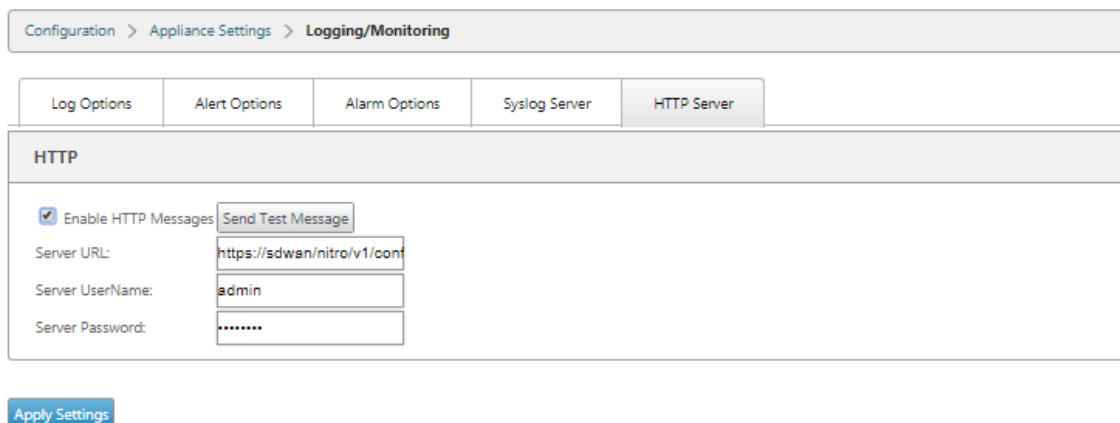 Configuration > Appliance Settings > Logging/Monitoring
Log Options Alert Options Alarm Options Syslog Server HTTP Server
HTTP
Enable HTTP Messages Send Test Message
Server URL: https://sdwan/nitro/v1/conf
Server UserName: admin
Server Password: ••••••••
Apply Settings